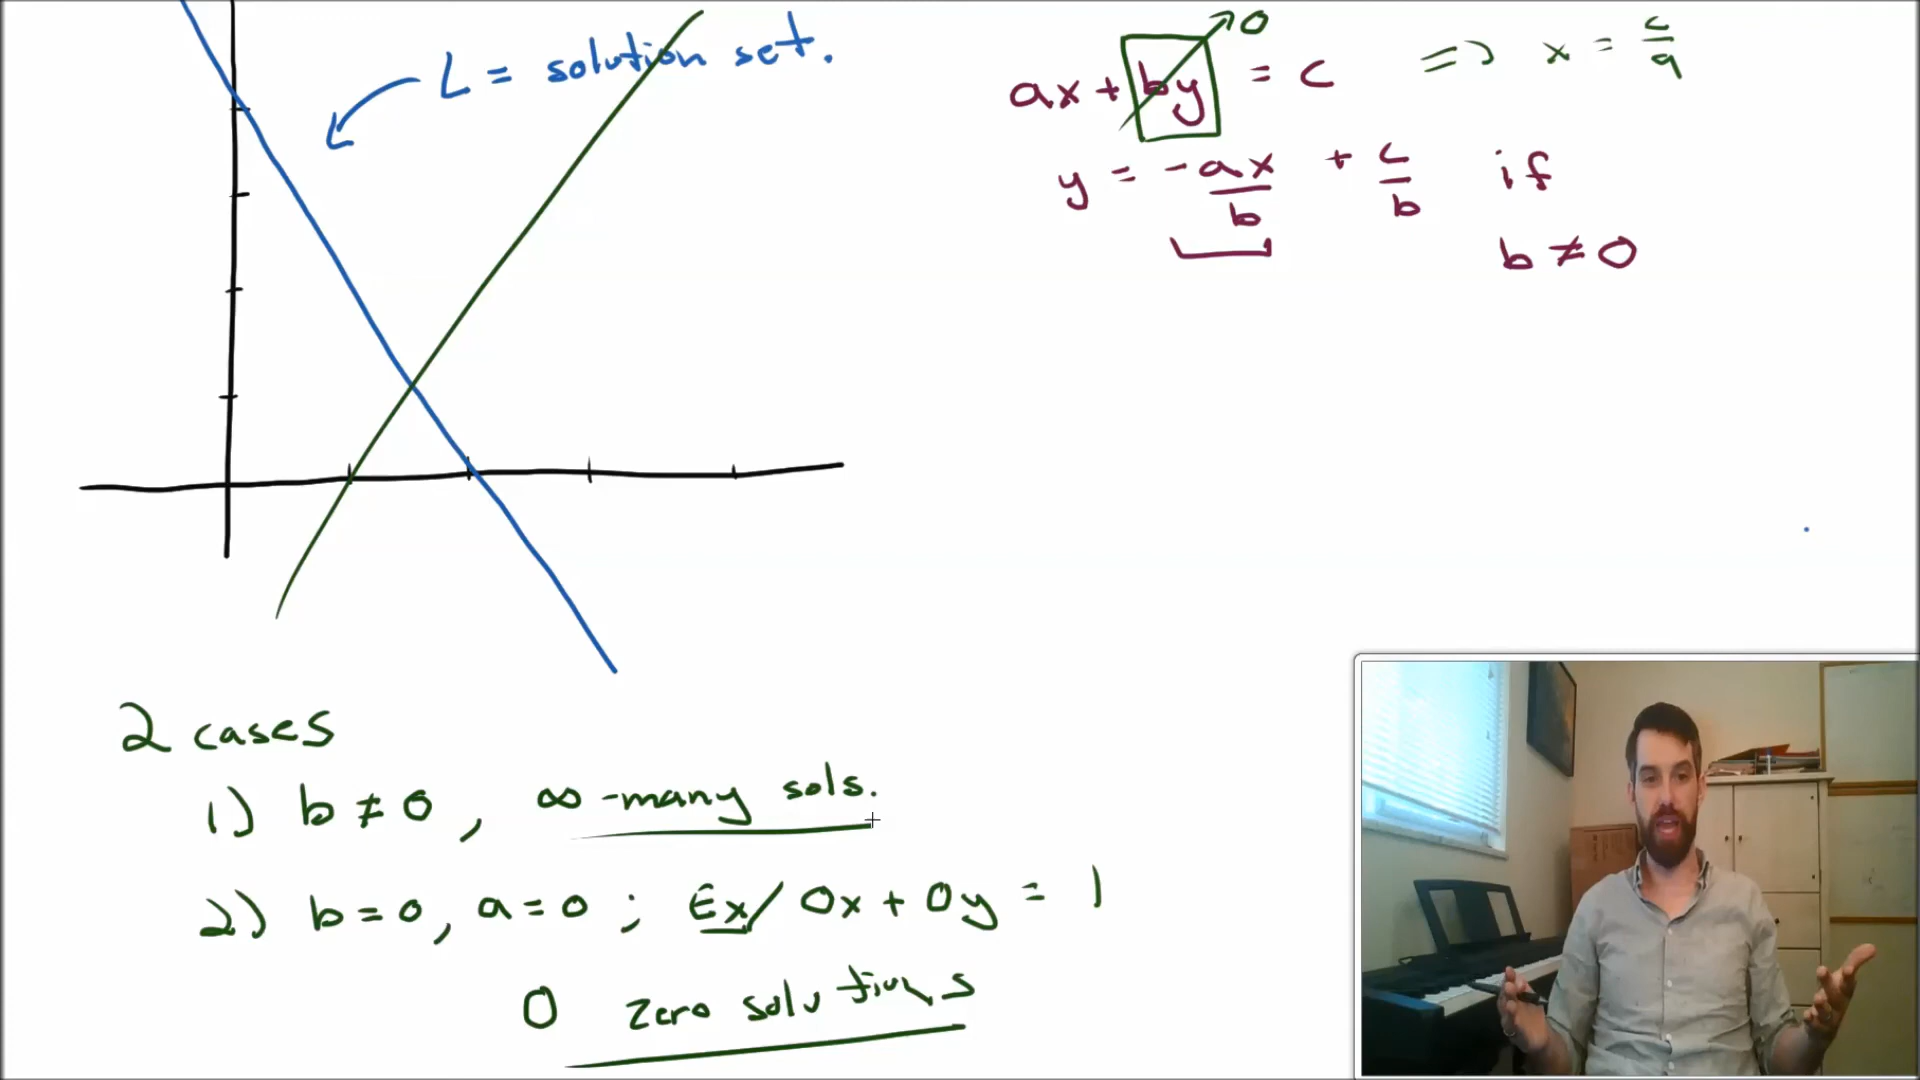 L = solution set.
ax + by = c ⇒ x = c/a
0
y = -ax/b + c/b if
b ≠ 0
2 cases
1) b ≠ 0, ∞-many sols.
2) b = 0, a = 0; Ex/ 0x + 0y = 1
0 zero solutions